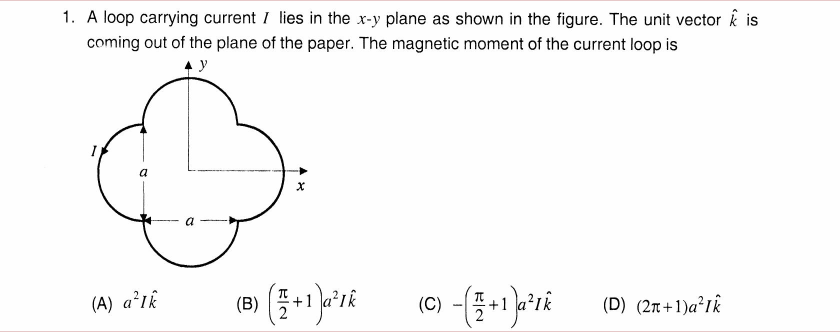 1. A loop carrying current I lies in the x-y plane as shown in the figure. The unit vector k̂ is
coming out of the plane of the paper. The magnetic moment of the current loop is
y
I
a
x
a
(A) a²Ik̂ (B) (π/2 +1)a²Ik̂ (C) −(π/2 +1)a²Ik̂ (D) (2π+1)a²Ik̂